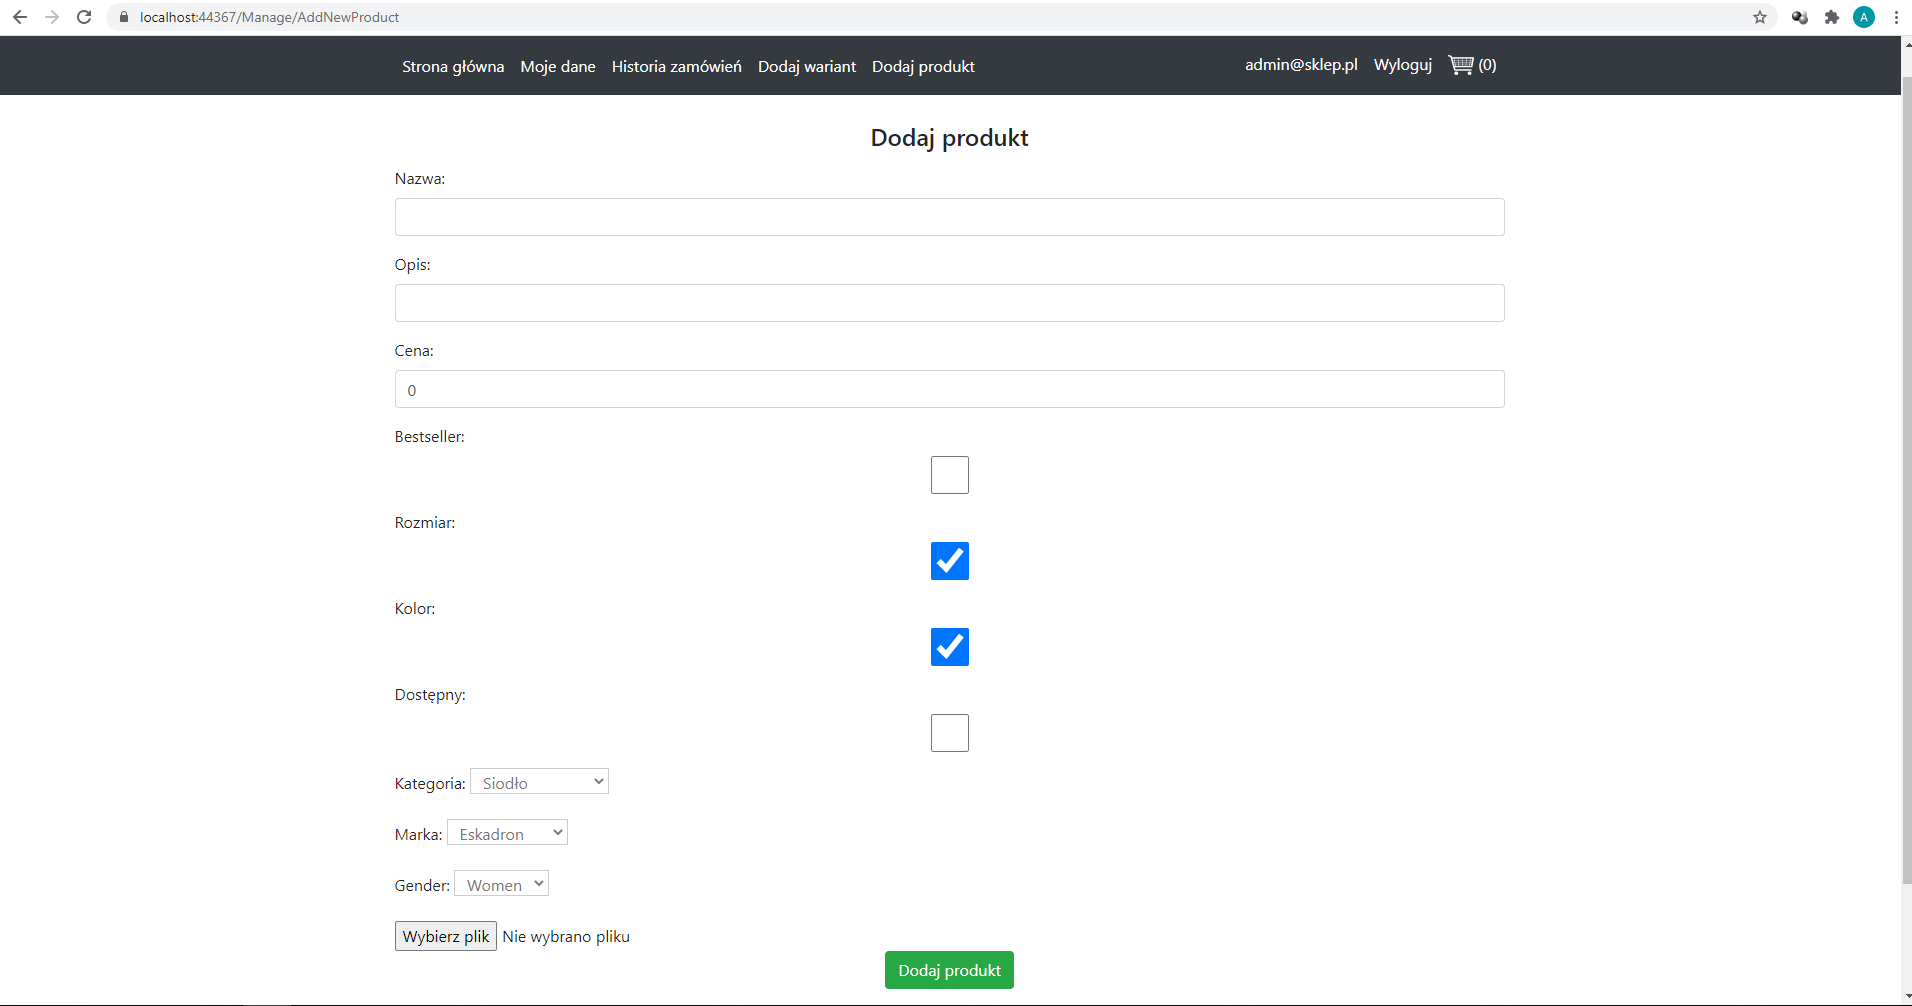 localhost:44367/Manage/AddNewProduct
A
Strona główna Moje dane Historia zamówień Dodaj wariant Dodaj produkt admin@sklep.pl Wyloguj (0)
Dodaj produkt
Nazwa:
Opis:
Cena:
0
Bestseller:
Rozmiar:
Kolor:
Dostępny:
Kategoria: Siodło
Marka: Eskadron
Gender: Women
Wybierz plik Nie wybrano pliku
Dodaj produkt